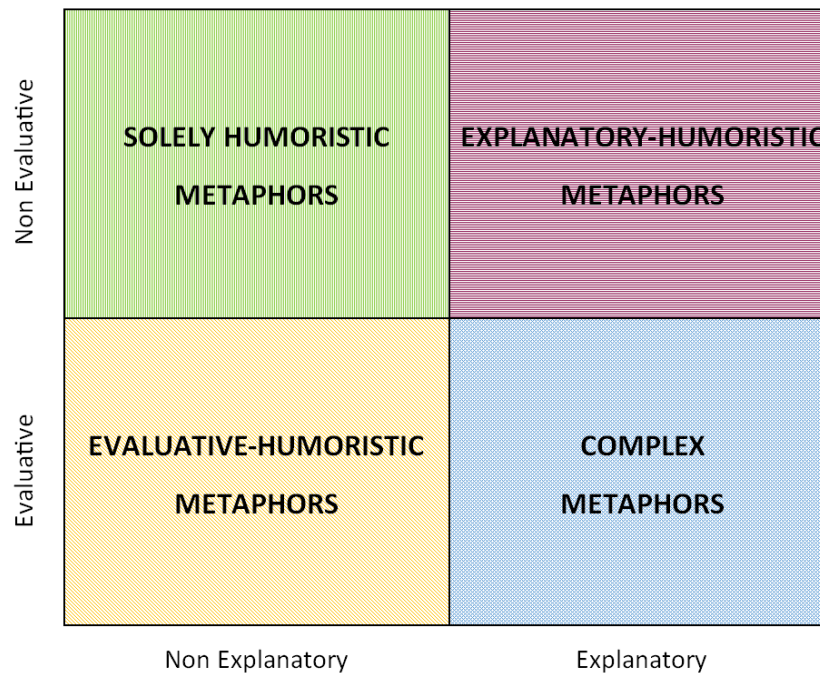 Non Evaluative
SOLELY HUMORISTIC
METAPHORS
EXPLANATORY-HUMORISTIC
METAPHORS
Evaluative
EVALUATIVE-HUMORISTIC
METAPHORS
COMPLEX
METAPHORS
Non Explanatory
Explanatory